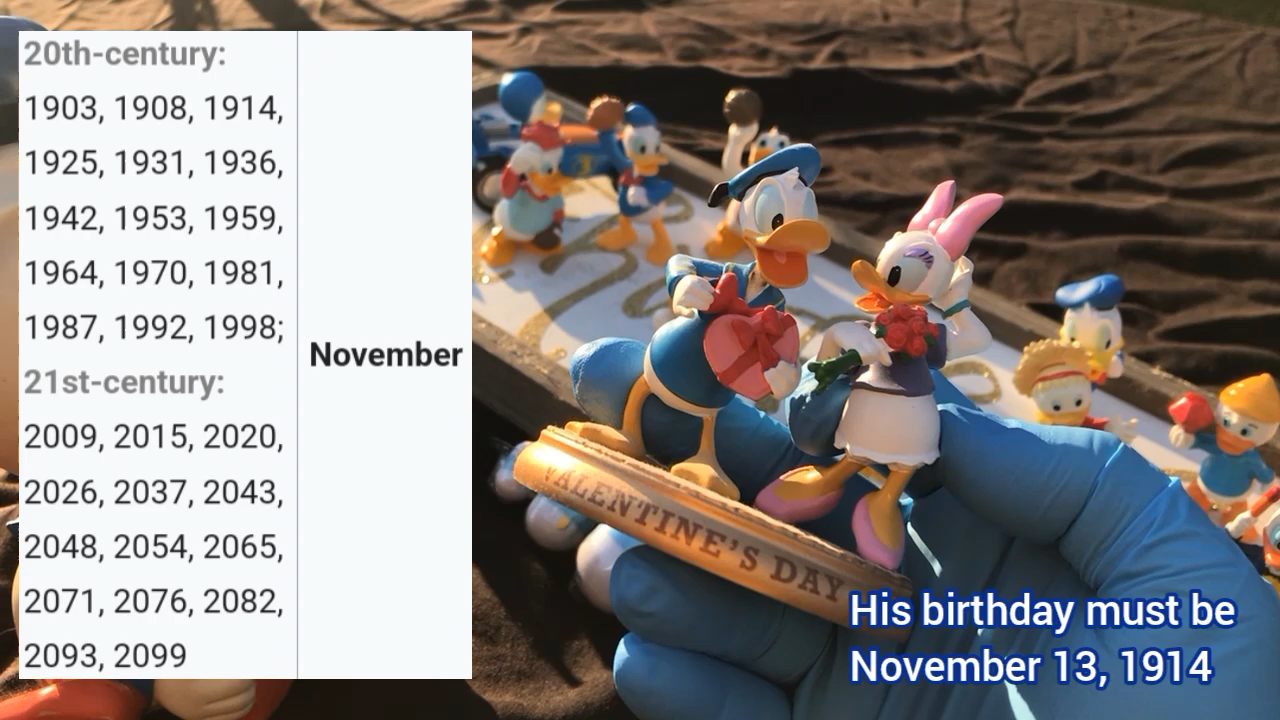 20th-century:
1903, 1908, 1914,
1925, 1931, 1936,
1942, 1953, 1959,
1964, 1970, 1981,
1987, 1992, 1998;
21st-century:
2009, 2015, 2020,
2026, 2037, 2043,
2048, 2054, 2065,
2071, 2076, 2082,
2093, 2099
November
VALENTINE'S DAY
His birthday must be
November 13, 1914